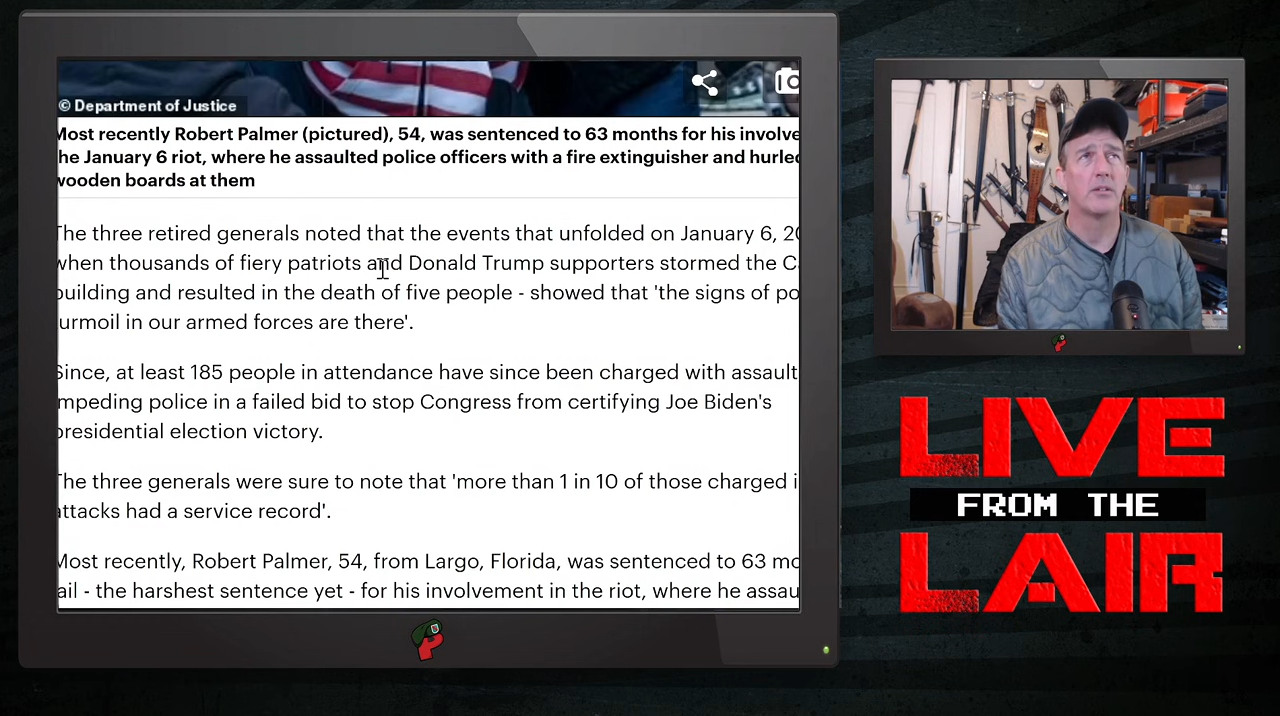 © Department of Justice
Most recently Robert Palmer (pictured), 54, was sentenced to 63 months for his involve
he January 6 riot, where he assaulted police officers with a fire extinguisher and hurled
wooden boards at them
The three retired generals noted that the events that unfolded on January 6, 20
when thousands of fiery patriots and Donald Trump supporters stormed the C
building and resulted in the death of five people - showed that 'the signs of po
urmoil in our armed forces are there'.
Since, at least 185 people in attendance have since been charged with assault
mpeding police in a failed bid to stop Congress from certifying Joe Biden's
presidential election victory.
The three generals were sure to note that 'more than 1 in 10 of those charged i
attacks had a service record'.
Most recently, Robert Palmer, 54, from Largo, Florida, was sentenced to 63 mo
ail - the harshest sentence yet - for his involvement in the riot, where he assau
LIVE
FROM THE
LAIR